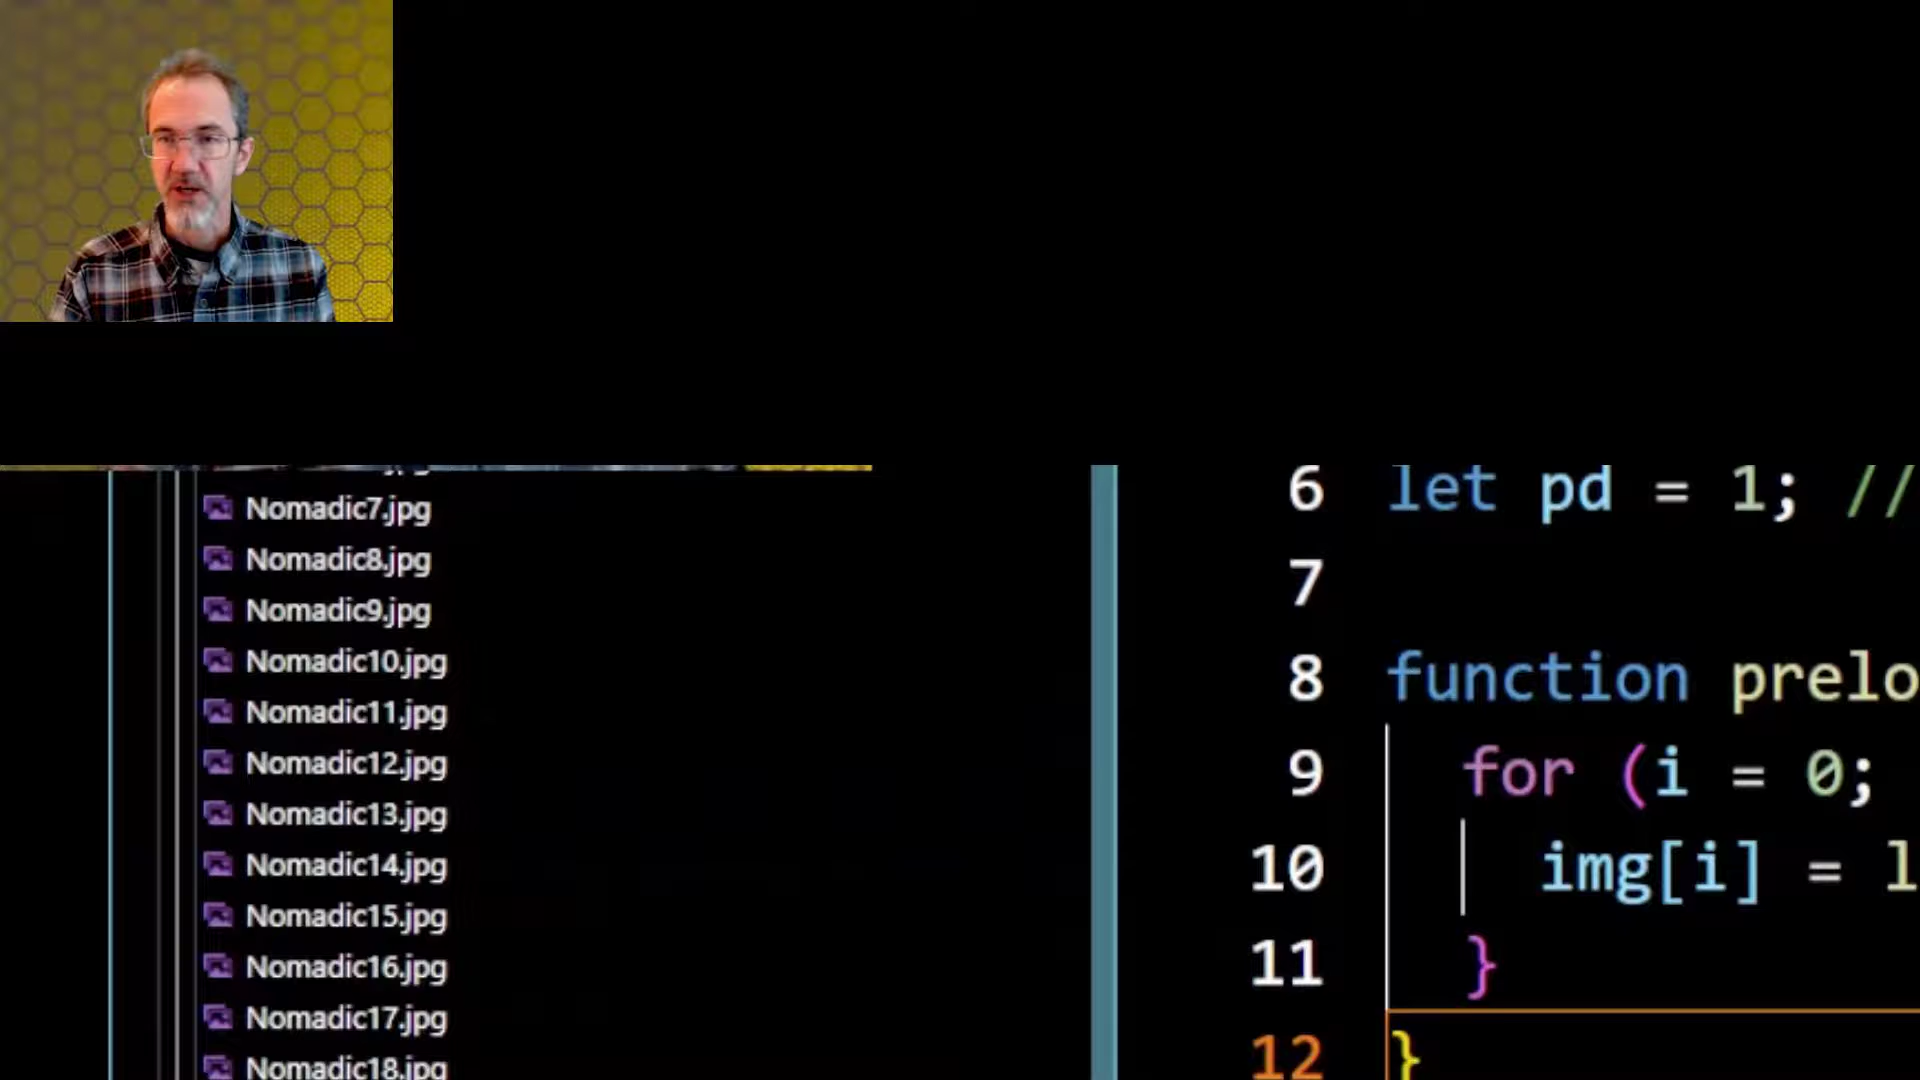 Nomadic7.jpg
Nomadic8.jpg
Nomadic9.jpg
Nomadic10.jpg
Nomadic11.jpg
Nomadic12.jpg
Nomadic13.jpg
Nomadic14.jpg
Nomadic15.jpg
Nomadic16.jpg
Nomadic17.jpg
Nomadic18.jpg
6 let pd = 1; //
7
8 function prelo
9 for (i = 0;
10 img[i] = l
11 }
12 }